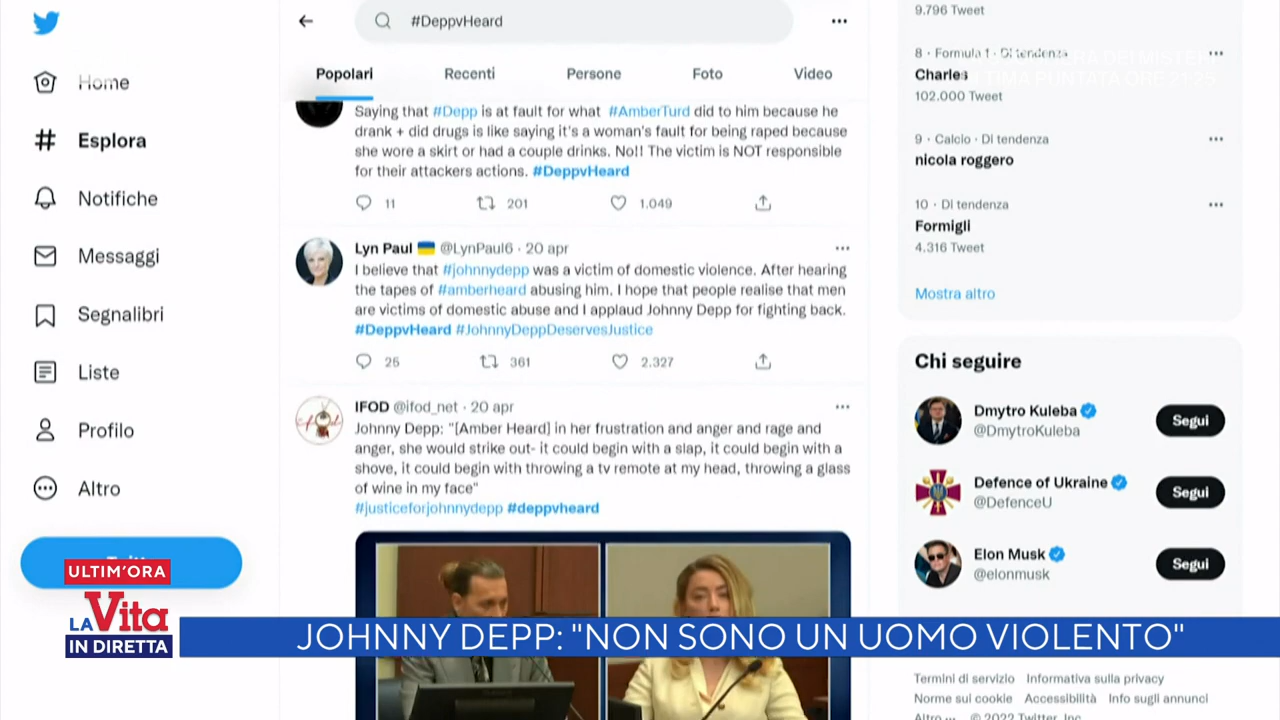 #DeppvHeard
Popolari
Recenti
Persone
Foto
Video
Home
Esplora
Notifiche
Messaggi
Segnalibri
Liste
Profilo
Altro
Saying that #Depp is at fault for what #AmberTurd did to him because he
drank + did drugs is like saying it's a woman's fault for being raped because
she wore a skirt or had a couple drinks. No!! The victim is NOT responsible
for their attackers actions. #DeppvHeard
11
201
1.049
Lyn Paul @LynPaul6 · 20 apr
I believe that #johnnydepp was a victim of domestic violence. After hearing
the tapes of #amberheard abusing him. I hope that people realise that men
are victims of domestic abuse and I applaud Johnny Depp for fighting back.
#DeppvHeard #JohnnyDeppDeservesJustice
26
361
2.327
IFOD @ifod_net · 20 apr
Johnny Depp: "[Amber Heard] in her frustration and anger and rage and
anger, she would strike out- it could begin with a slap, it could begin with a
shove, it could begin with throwing a tv remote at my head, throwing a glass
of wine in my face"
#justiceforjohnnydepp #deppvheard
9.796 Tweet
8 · Formula 1 · Di tendenza
Charles
102.000 Tweet
ULTIMA PUNTATA ORE 21:25
9 · Calcio · Di tendenza
nicola roggero
10 · Di tendenza
Formigli
4.316 Tweet
Mostra altro
Chi seguire
Dmytro Kuleba
@DmytroKuleba
Segui
Defence of Ukraine
@DefenceU
Segui
Elon Musk
@elonmusk
Segui
ULTIM'ORA
LA Vita
IN DIRETTA
JOHNNY DEPP: "NON SONO UN UOMO VIOLENTO"
Termini di servizio Informativa sulla privacy
Norme sui cookie Accessibilità Info sugli annunci
Altro ··· © 2022 Twitter, Inc.